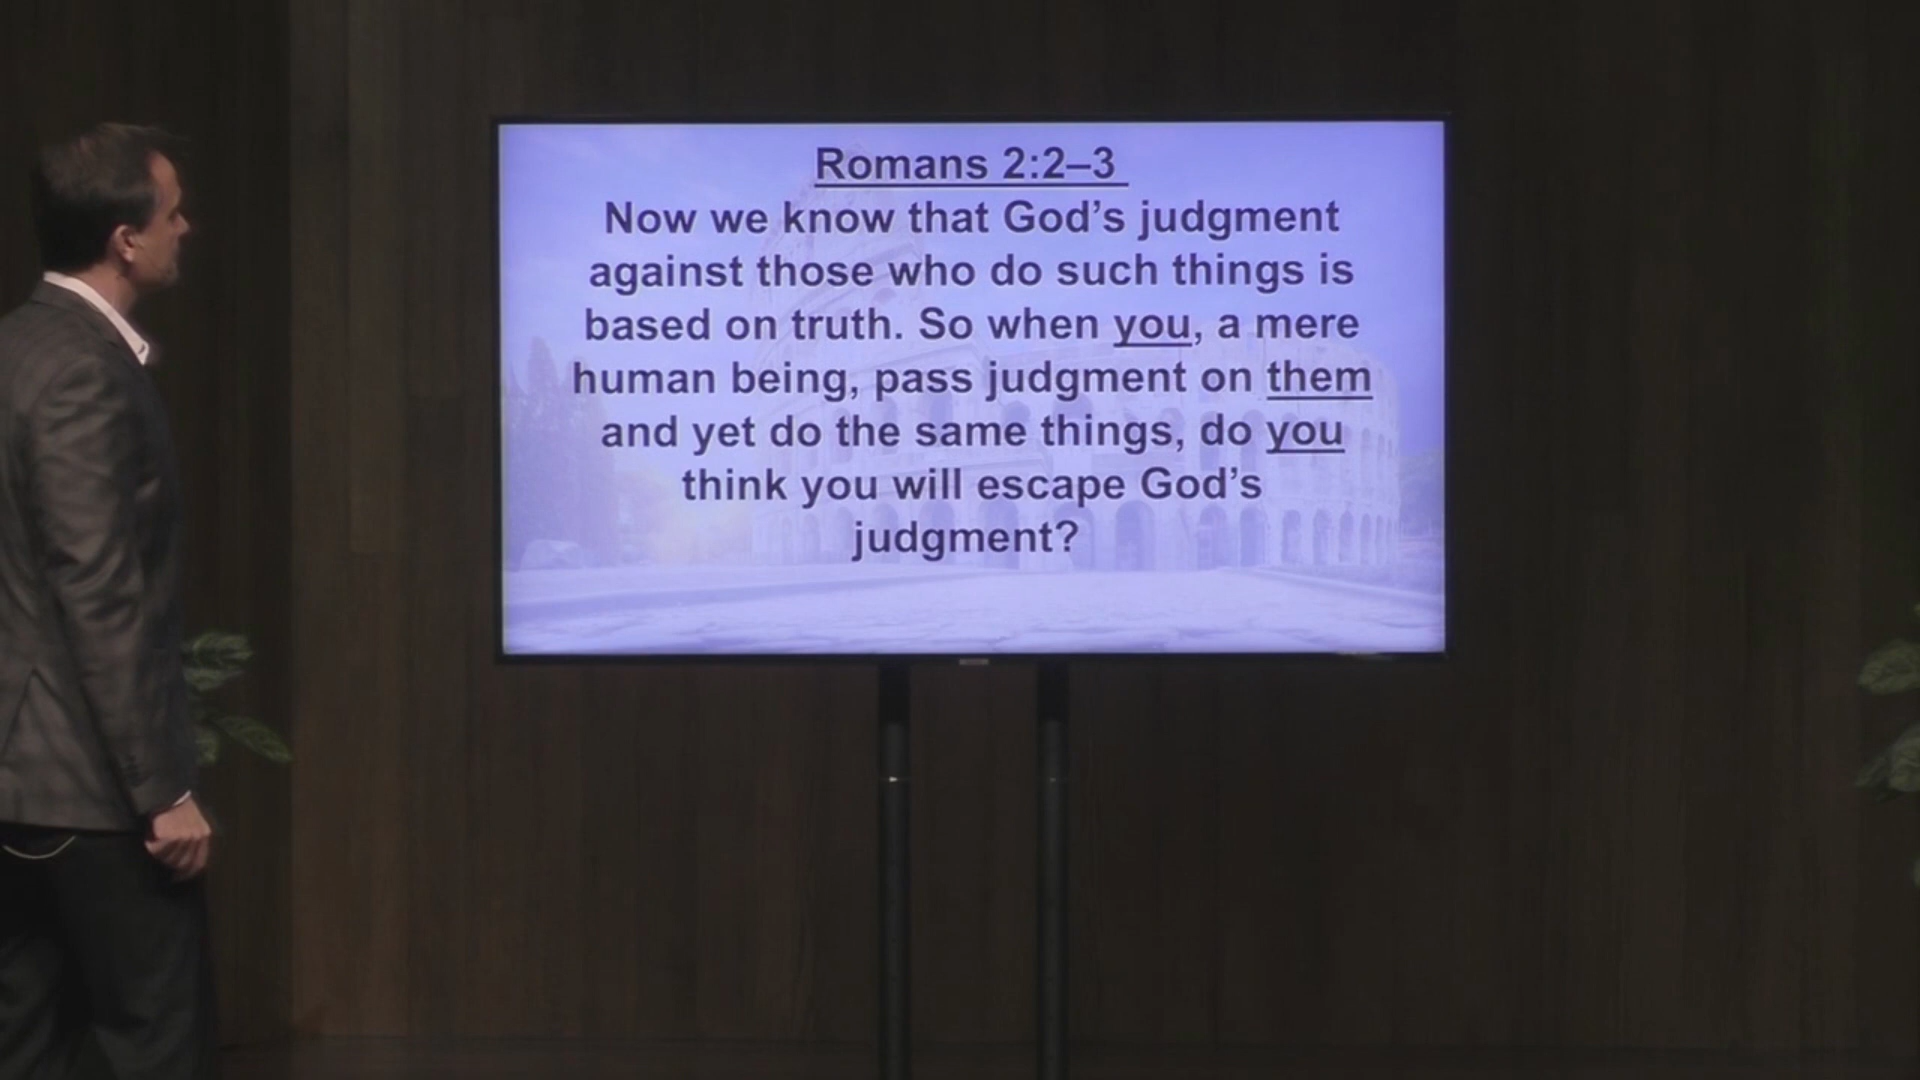 Romans 2:2–3
Now we know that God’s judgment
against those who do such things is
based on truth. So when you, a mere
human being, pass judgment on them
and yet do the same things, do you
think you will escape God’s
judgment?